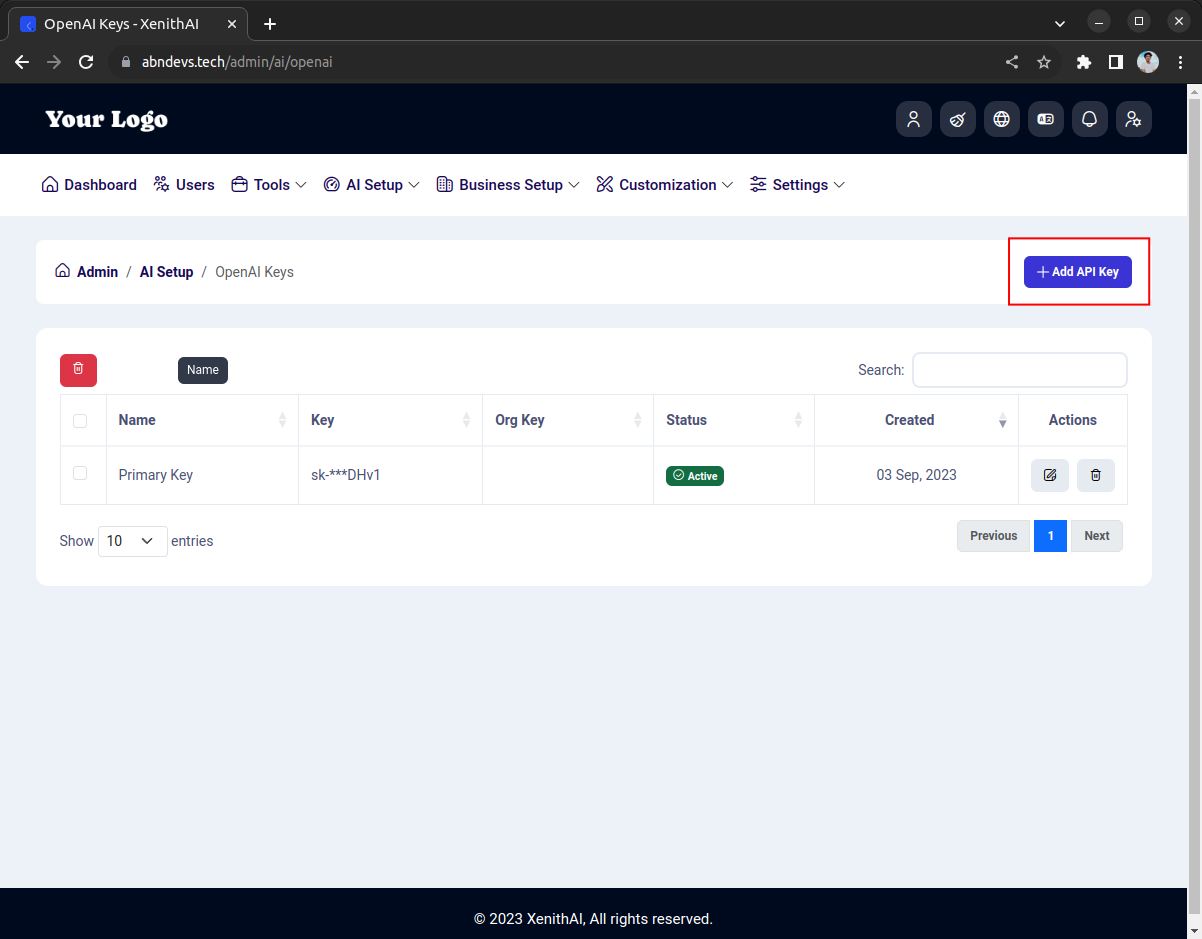 OpenAI Keys - XenithAI
abndevs.tech/admin/ai/openai
Your Logo
Dashboard Users Tools AI Setup Business Setup Customization Settings
Admin / AI Setup / OpenAI Keys
+ Add API Key
Name
Search:
Name Key Org Key Status Created Actions
Primary Key sk-***DHv1 Active 03 Sep, 2023
Show 10 entries
Previous 1 Next
© 2023 XenithAI, All rights reserved.